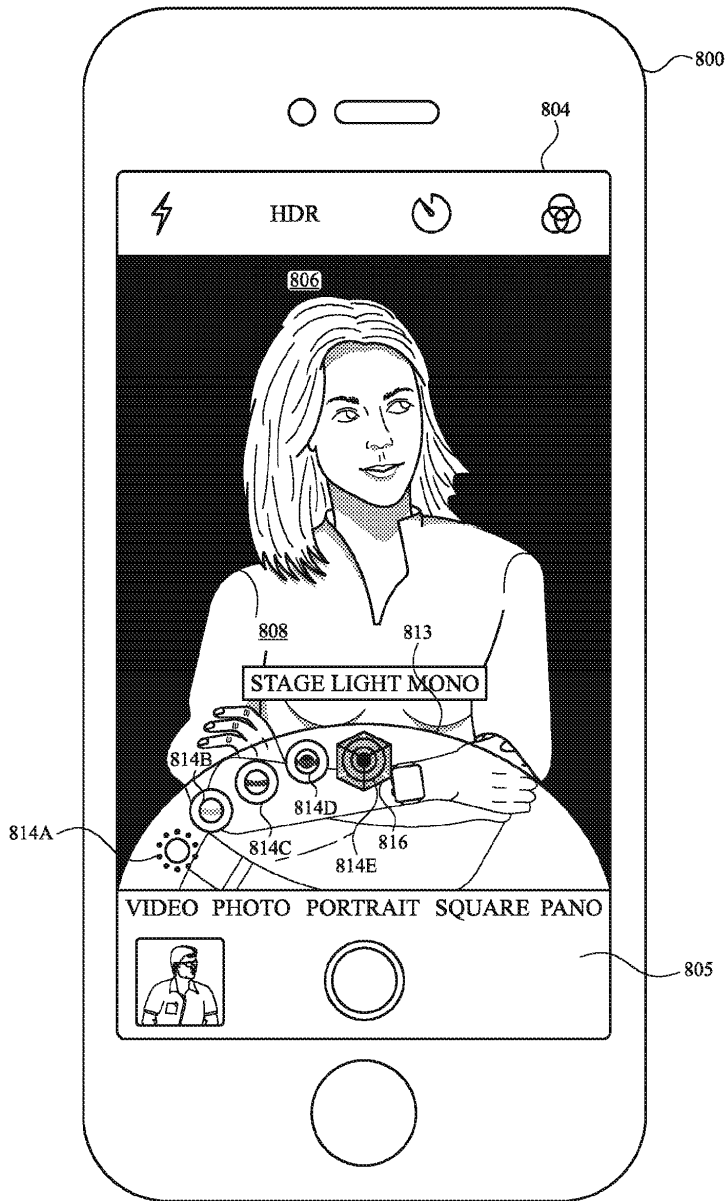 800
804
HDR
806
808
813
STAGE LIGHT MONO
814B
814D
814A
814C
816
814E
VIDEO PHOTO PORTRAIT SQUARE PANO
805